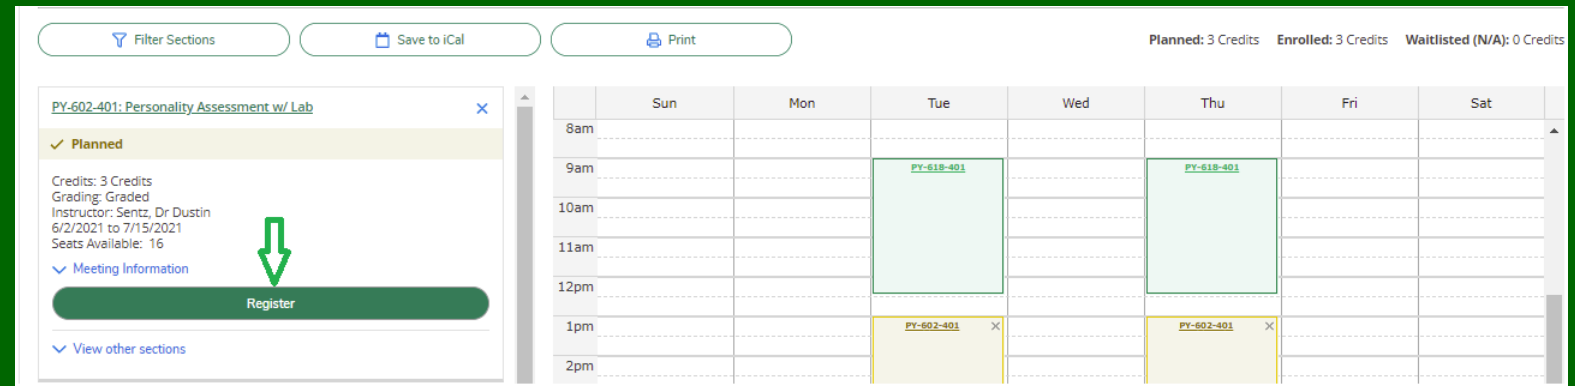 Filter Sections
Save to iCal
Print
Planned: 3 Credits Enrolled: 3 Credits Waitlisted (N/A): 0 Credits
PY-602-401: Personality Assessment w/ Lab
Planned
Credits: 3 Credits
Grading: Graded
Instructor: Sentz, Dr Dustin
6/2/2021 to 7/15/2021
Seats Available: 16
Meeting Information
Register
View other sections
Sun Mon Tue Wed Thu Fri Sat
8am
9am PY-618-401 PY-618-401
10am
11am
12pm
1pm PY-602-401 PY-602-401
2pm